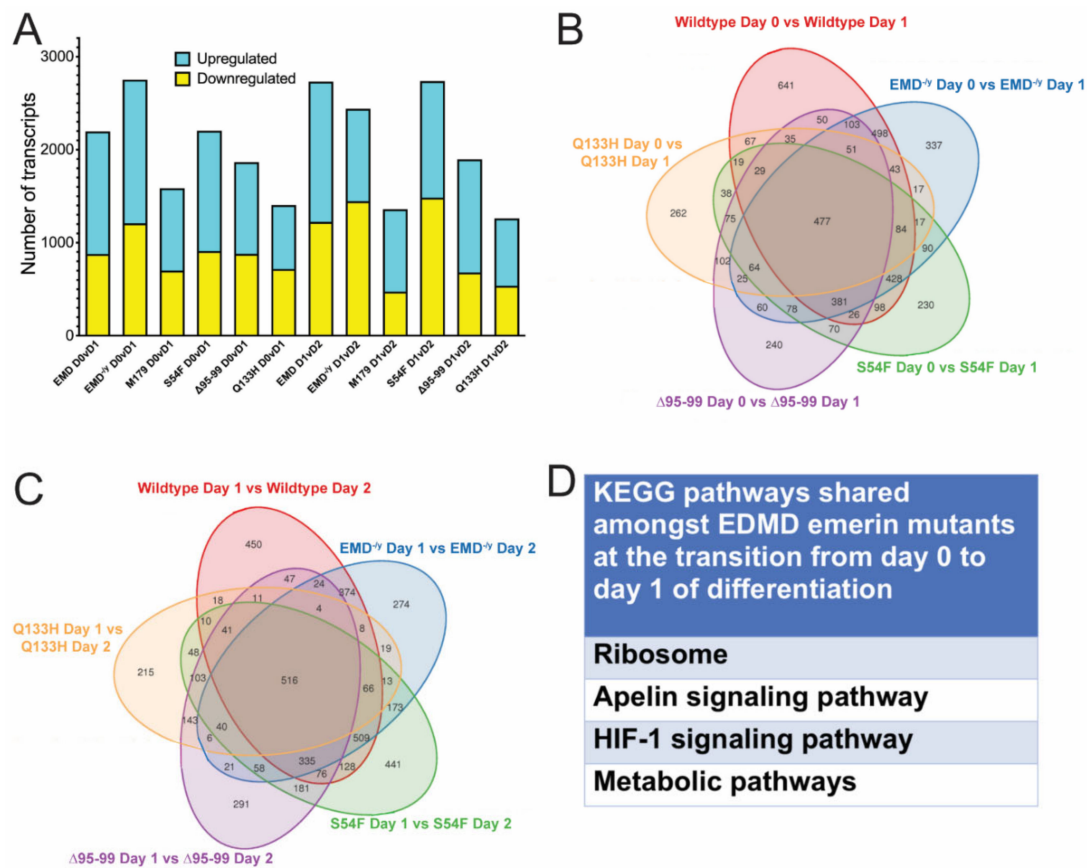 A
Number of transcripts
3000
2000
1000
0
Upregulated
Downregulated
EMD D0vD1
EMD-/y D0vD1
M179 D0vD1
S54F D0vD1
Δ95-99 D0vD1
Q133H D0vD1
EMD D1vD2
EMD-/y D1vD2
M179 D1vD2
S54F D1vD2
Δ95-99 D1vD2
Q133H D1vD2
B
Wildtype Day 0 vs Wildtype Day 1
EMD-/y Day 0 vs EMD-/y Day 1
Q133H Day 0 vs
Q133H Day 1
S54F Day 0 vs S54F Day 1
Δ95-99 Day 0 vs Δ95-99 Day 1
641
50
103
498
337
67
35
51
19
29
43
17
38
262
75
477
84
17
90
102
64
25
428
60
78
381
98
230
26
70
240
C
Wildtype Day 1 vs Wildtype Day 2
EMD-/y Day 1 vs EMD-/y Day 2
Q133H Day 1 vs
Q133H Day 2
S54F Day 1 vs S54F Day 2
Δ95-99 Day 1 vs Δ95-99 Day 2
450
47
24
374
274
18
11
4
10
41
8
19
48
215
103
516
66
13
173
143
40
6
509
21
58
335
128
441
76
181
291
D
KEGG pathways shared
amongst EDMD emerin mutants
at the transition from day 0 to
day 1 of differentiation
Ribosome
Apelin signaling pathway
HIF-1 signaling pathway
Metabolic pathways